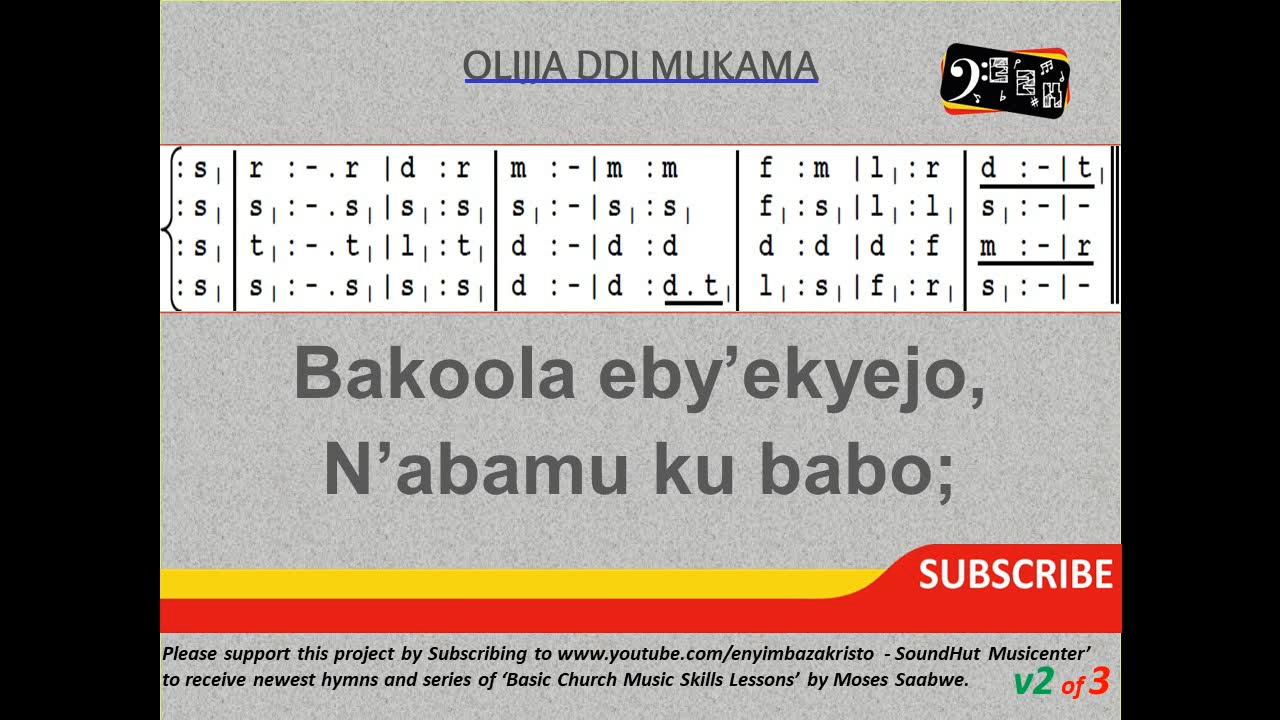 OLIJJA DDI MUKAMA
:s, | r :-.r | d :r | m :- | m :m | f :m | l, :r | d :- | t, ||
:s, | s, :-.s, | s, :s, | s, :- | s, :s, | f, :s, | l, :l, | s, :- | - ||
:s, | t, :-.t, | l, :t, | d :- | d :d | d :d | d :f | m :- | r ||
:s, | s, :-.s, | s, :s, | d :- | d :d.t, | l, :s, | f, :r, | s, :- | - ||
Bakoola eby’ekyejo,
N’abamu ku babo;
SUBSCRIBE
Please support this project by Subscribing to www.youtube.com/enyimbazakristo - SoundHut Musicenter’
to receive newest hymns and series of ‘Basic Church Music Skills Lessons’ by Moses Saabwe.
v2 of 3